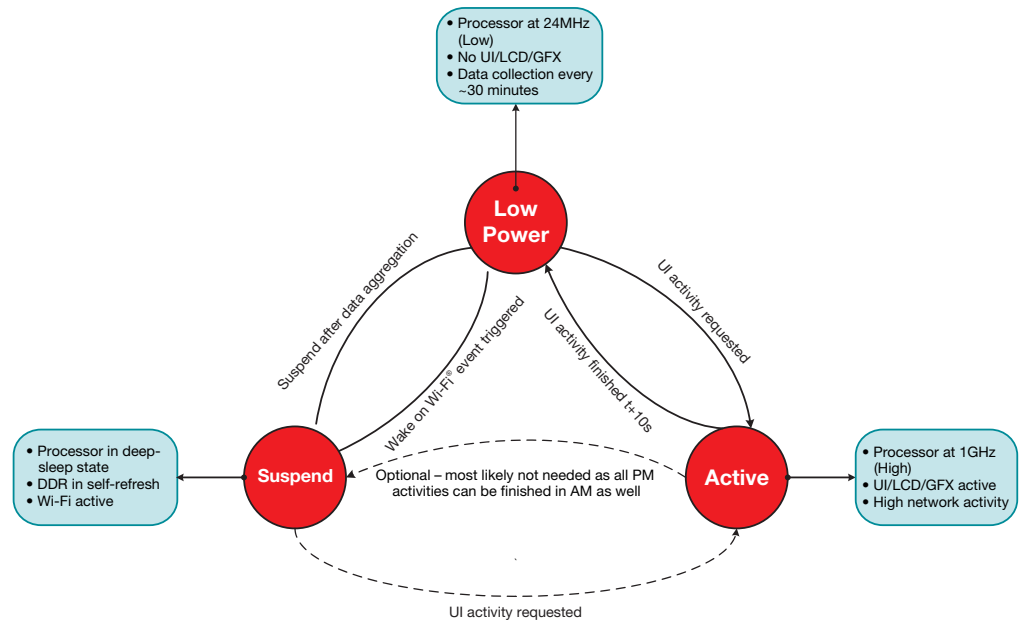 • Processor at 24MHz
(Low)
• No UI/LCD/GFX
• Data collection every
~30 minutes
Low
Power
Suspend after data aggregation
Wake on Wi-Fi® event triggered
UI activity finished t+10s
UI activity requested
• Processor in deep-
sleep state
• DDR in self-refresh
• Wi-Fi active
Suspend
Optional – most likely not needed as all PM
activities can be finished in AM as well
Active
• Processor at 1GHz
(High)
• UI/LCD/GFX active
• High network activity
UI activity requested